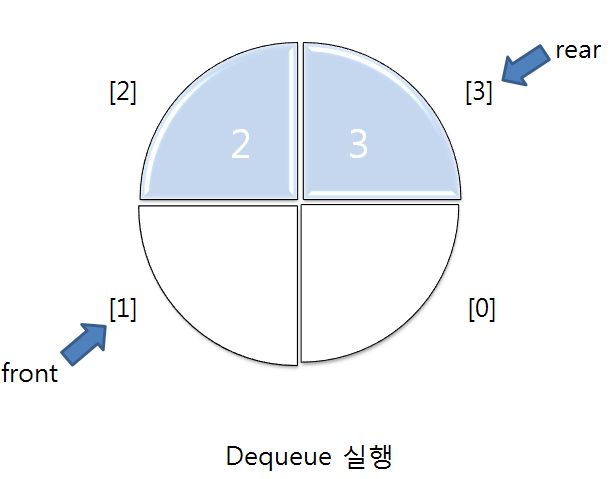 rear
[2]
[3]
2
3
[1]
[0]
front
Dequeue 실행